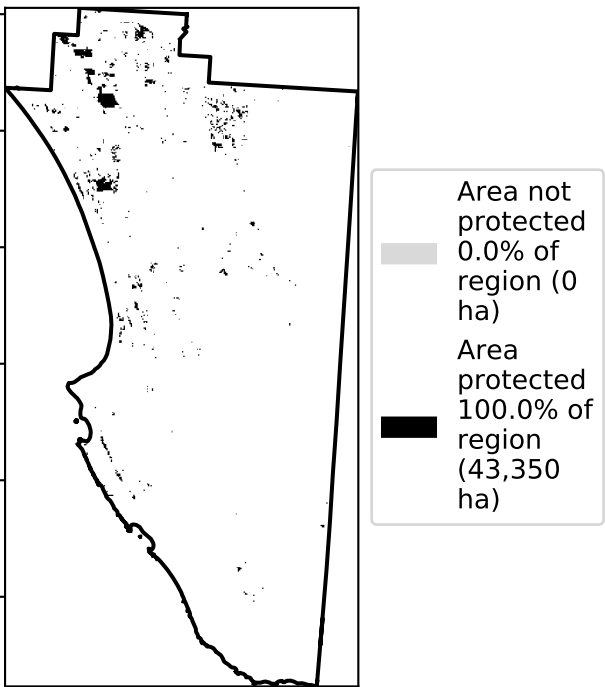 Area not
protected
0.0% of
region (0
ha)
Area
protected
100.0% of
region
(43,350
ha)